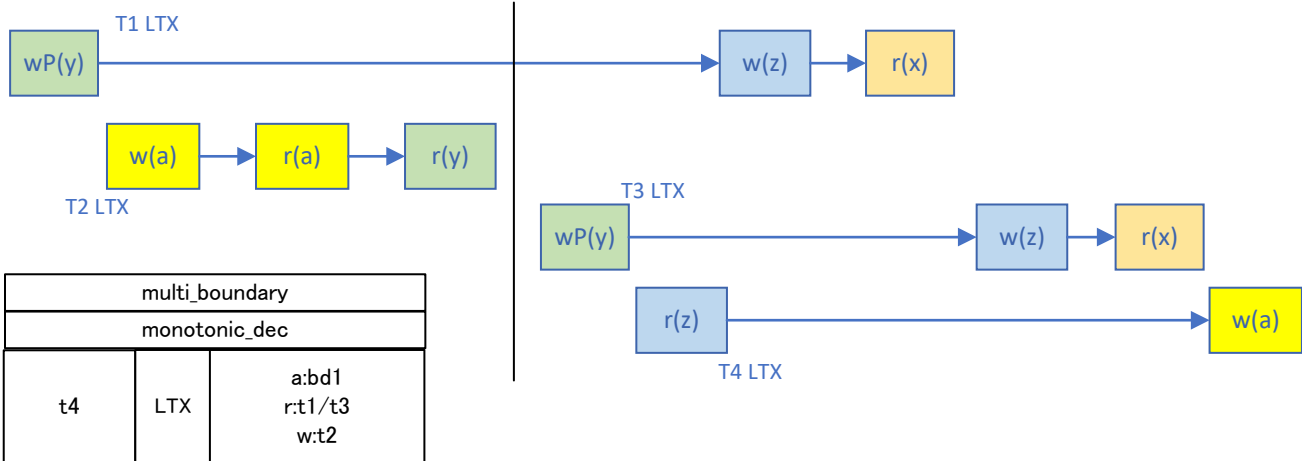 T1 LTX
wP(y)
w(z)
r(x)
w(a)
r(a)
r(y)
T2 LTX
T3 LTX
wP(y)
w(z)
r(x)
r(z)
w(a)
T4 LTX
multi_boundary
monotonic_dec
t4
LTX
a:bd1
r:t1/t3
w:t2